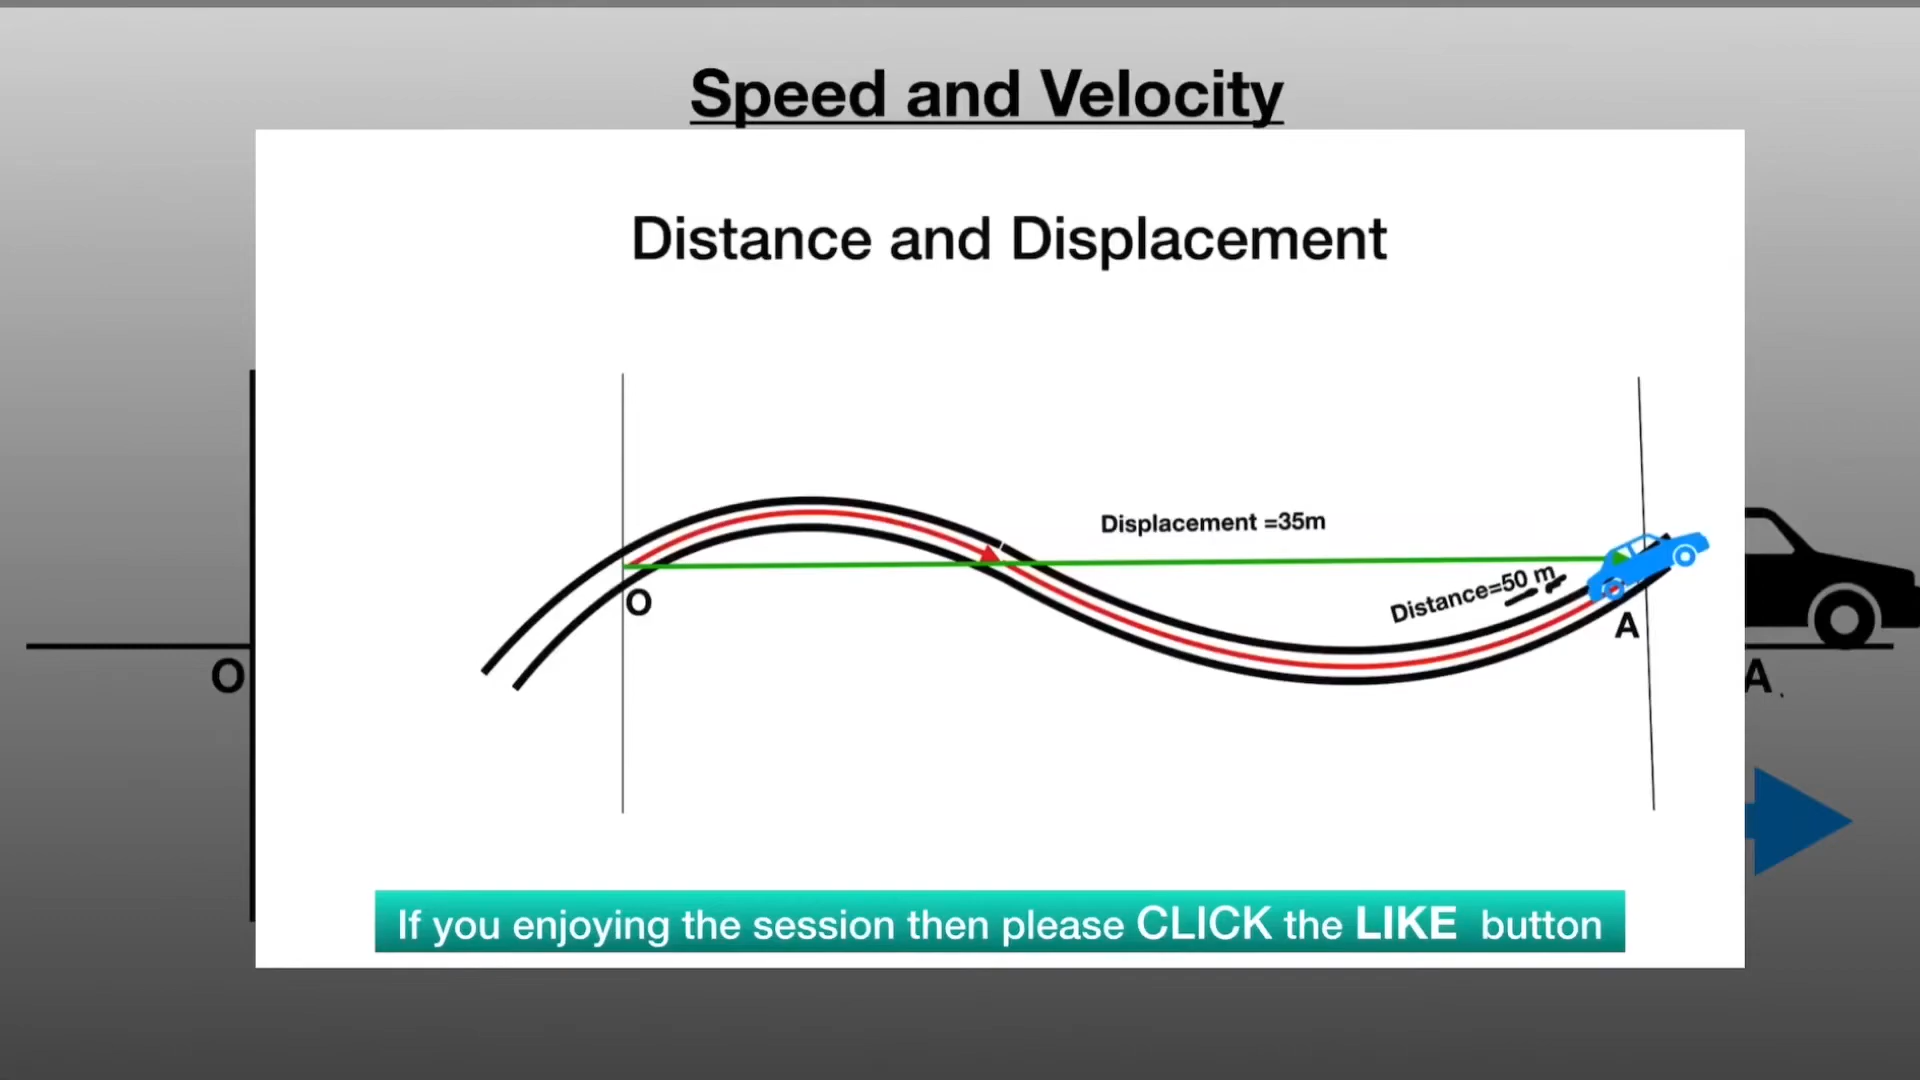 Speed and Velocity
Distance and Displacement
Displacement =35m
Distance=50 m
O
A
O
A .
If you enjoying the session then please CLICK the LIKE button